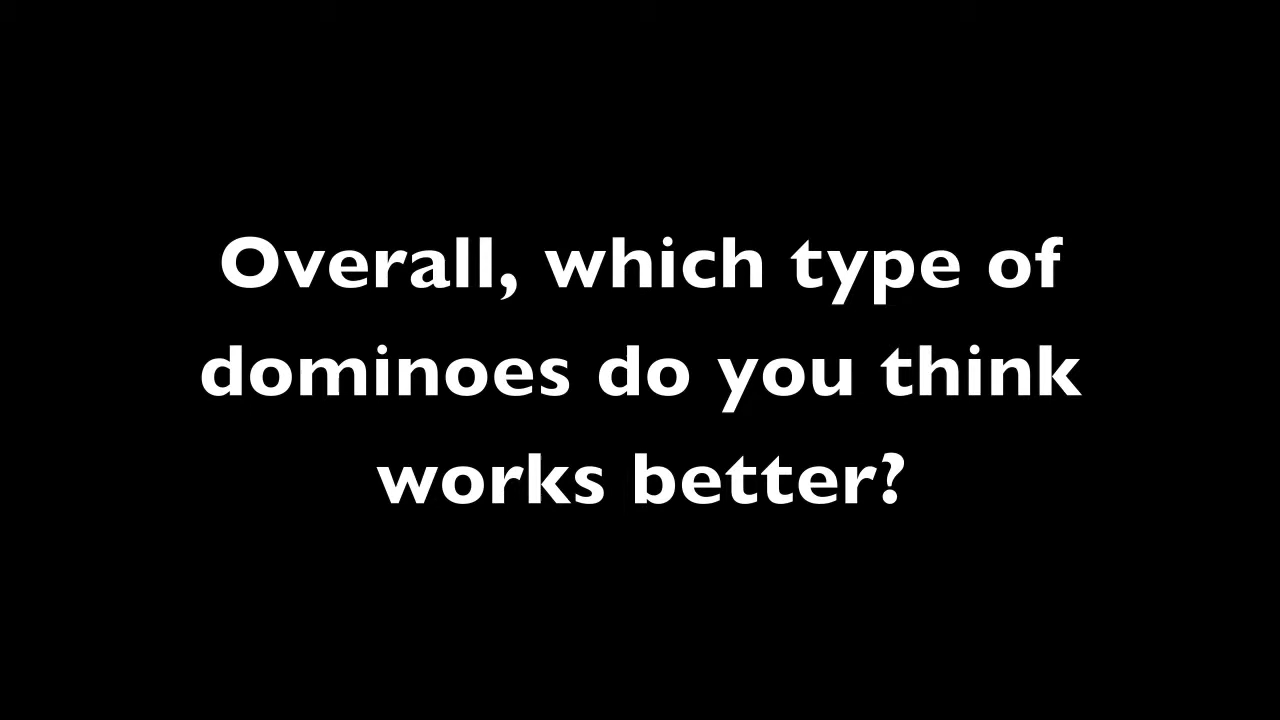 Overall, which type of
dominoes do you think
works better?